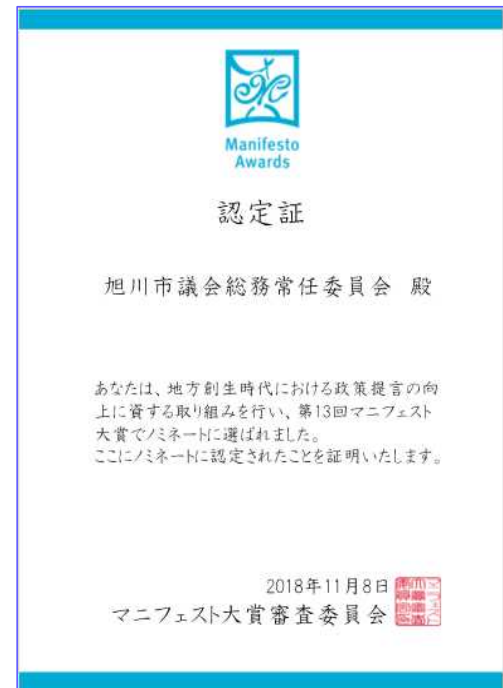 Manifesto
Awards
認定証
旭川市議会総務常任委員会 殿
あなたは、地方創生時代における政策提言の向
上に資する取り組みを行い、第13回マニフェスト
大賞でノミネートに選ばれました。
ここにノミネートに認定されたことを証明いたします。
2018年11月8日
マニフェスト大賞審査委員会